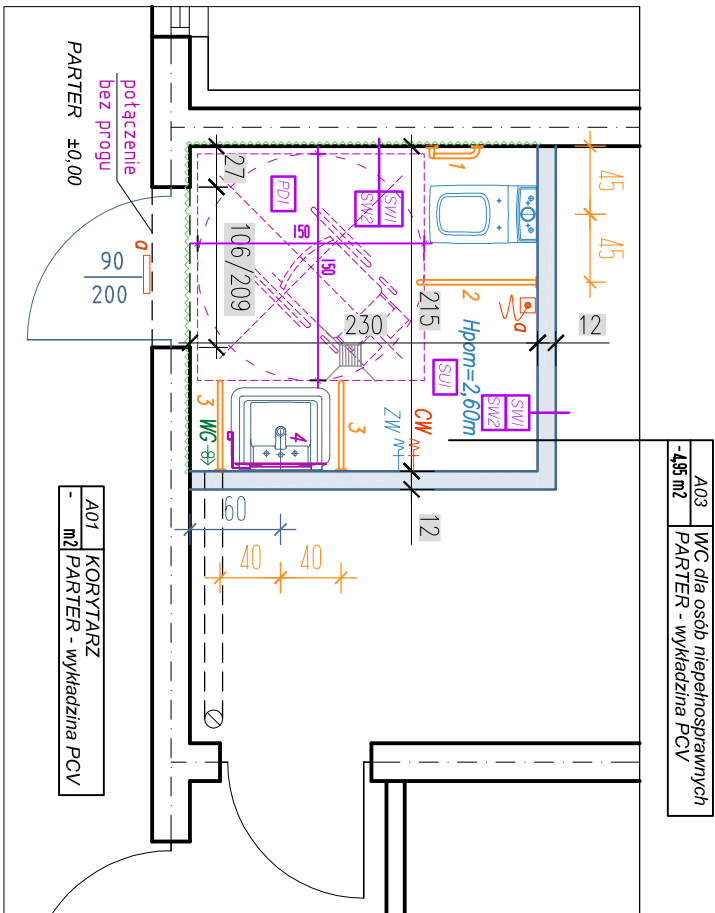 połączenie
bez progu
PARTER ±0,00
a
90
200
27
106/209
PD1
150
150
SW1
SW2
1
45
45
2
a
215
230
12
Hpom=2,60m
SU1
SW1
SW2
3
3
4
WG
ZW
CW
12
60
40
40
A03
-4,95 m2
WC dla osób niepełnosprawnych
PARTER - wykładzina PCV
A01
- m2
KORYTARZ
PARTER - wykładzina PCV